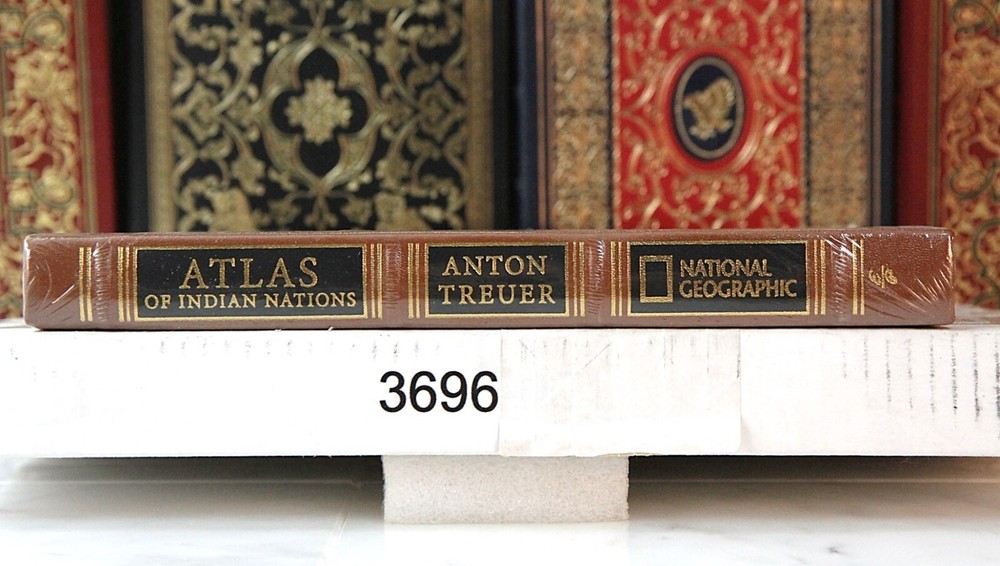 ATLAS
OF INDIAN NATIONS
ANTON
TREUER
NATIONAL
GEOGRAPHIC
3696